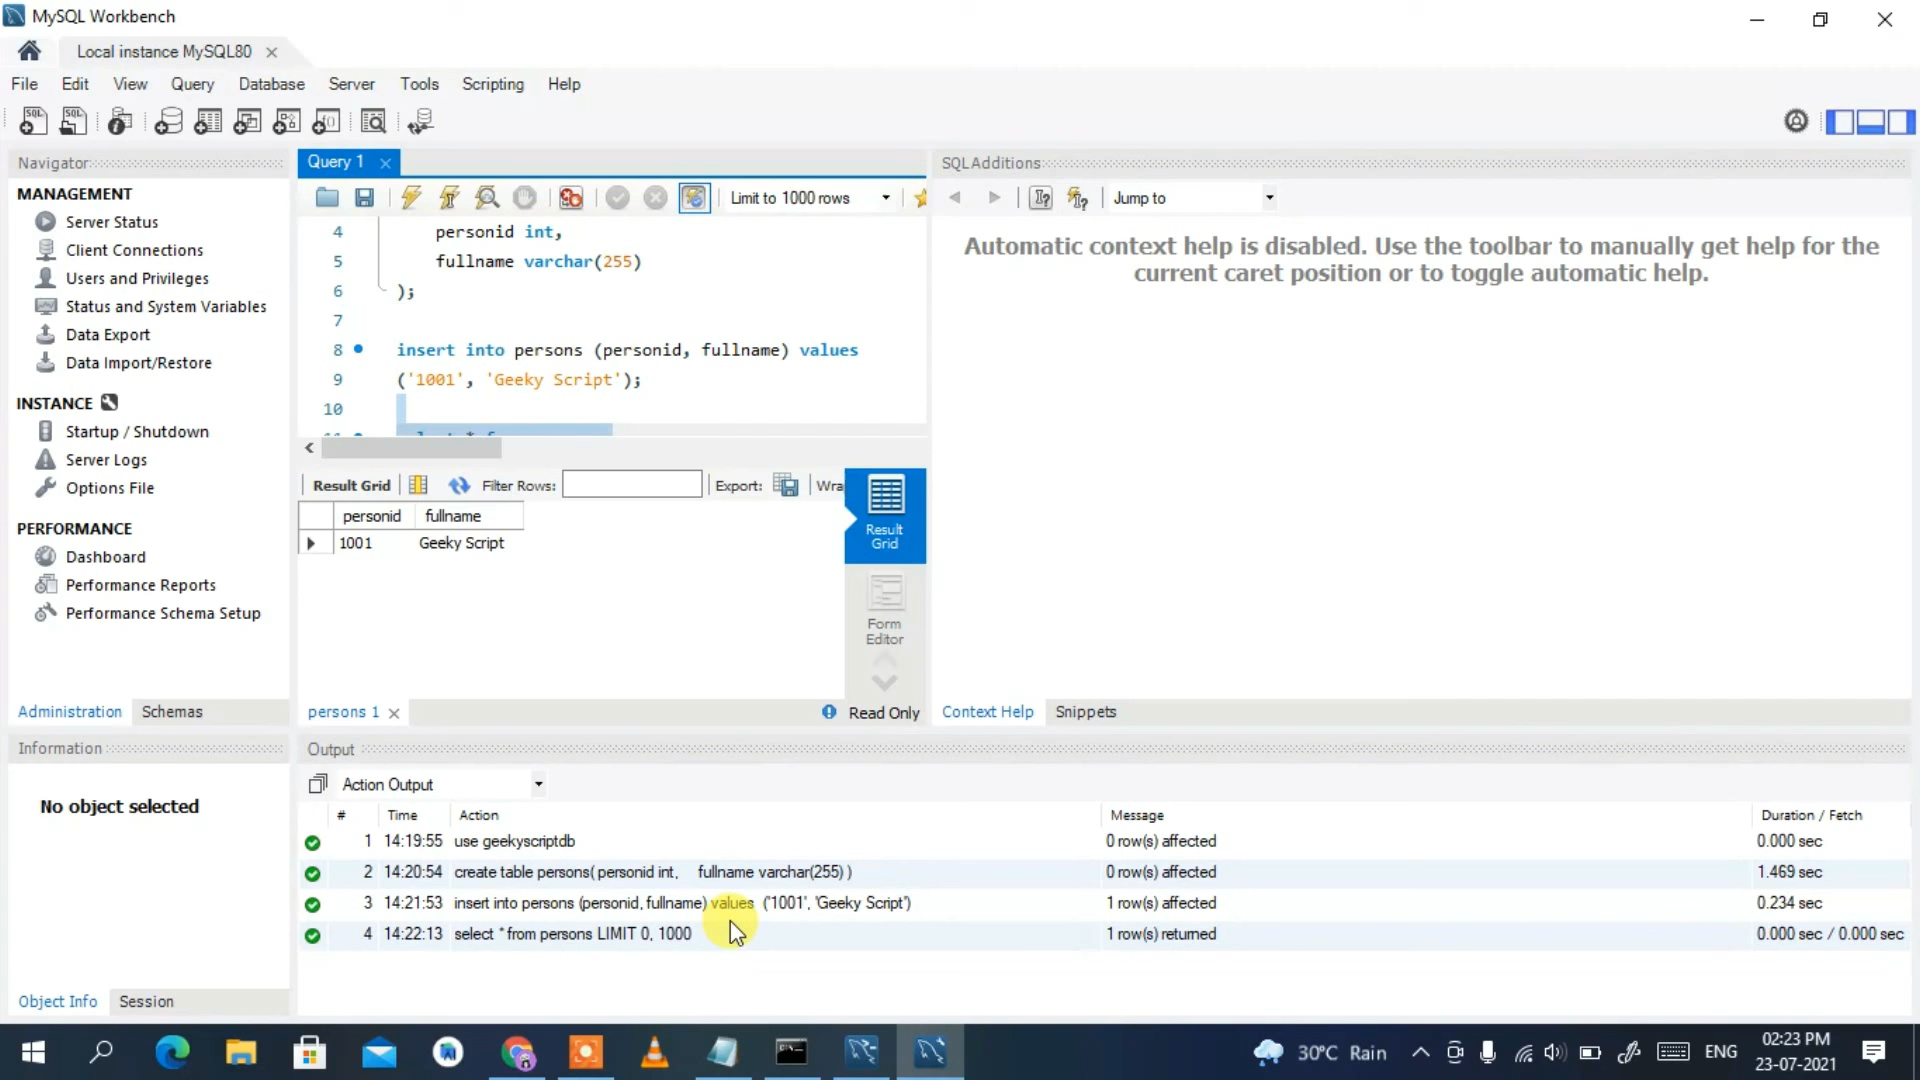 MySQL Workbench
Local instance MySQL80
File Edit View Query Database Server Tools Scripting Help
Navigator
MANAGEMENT
Server Status
Client Connections
Users and Privileges
Status and System Variables
Data Export
Data Import/Restore
INSTANCE
Startup / Shutdown
Server Logs
Options File
PERFORMANCE
Dashboard
Performance Reports
Performance Schema Setup
Administration Schemas
Query 1
Limit to 1000 rows
4 personid int,
5 fullname varchar(255)
6 );
7
8 insert into persons (personid, fullname) values
9 ('1001', 'Geeky Script');
10
Result Grid Filter Rows: Export: Wra
personid fullname
1001 Geeky Script
Result
Grid
Form
Editor
persons 1 Read Only
SQL Additions
Jump to
Automatic context help is disabled. Use the toolbar to manually get help for the
current caret position or to toggle automatic help.
Context Help Snippets
Information
No object selected
Object Info Session
Output
Action Output
# Time Action Message Duration / Fetch
1 14:19:55 use geekyscriptdb 0 row(s) affected 0.000 sec
2 14:20:54 create table persons( personid int, fullname varchar(255) ) 0 row(s) affected 1.469 sec
3 14:21:53 insert into persons (personid, fullname) values ('1001', 'Geeky Script') 1 row(s) affected 0.234 sec
4 14:22:13 select * from persons LIMIT 0, 1000 1 row(s) returned 0.000 sec / 0.000 sec
30°C Rain ENG
02:23 PM
23-07-2021